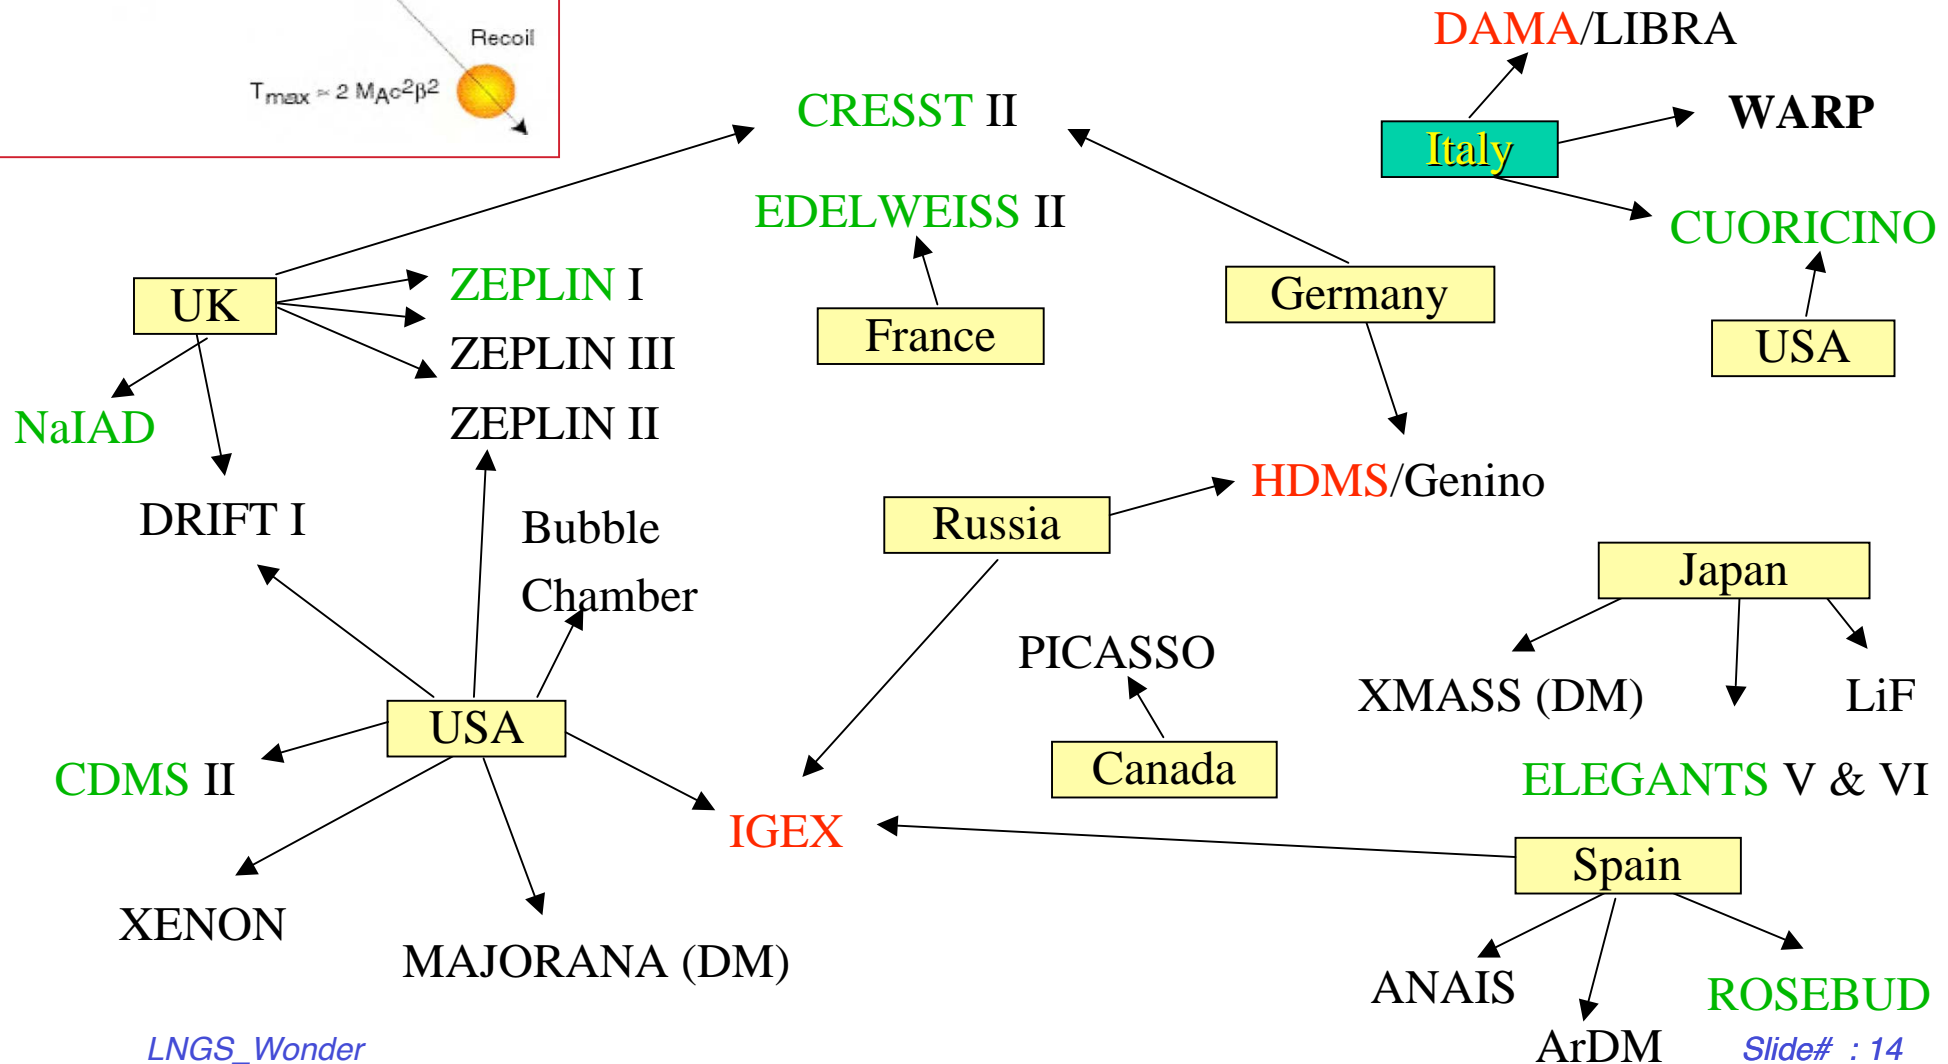 Recoil
Tmax ≈ 2 MAc²β²
DAMA/LIBRA
CRESST II
WARP
Italy
EDELWEISS II
CUORICINO
ZEPLIN I
UK
Germany
France
USA
ZEPLIN III
NaIAD
ZEPLIN II
HDMS/Genino
DRIFT I
Bubble
Chamber
Russia
Japan
PICASSO
XMASS (DM)
LiF
USA
Canada
CDMS II
ELEGANTS V & VI
IGEX
Spain
XENON
MAJORANA (DM)
ANAIS
ROSEBUD
ArDM
LNGS_Wonder
Slide# : 14